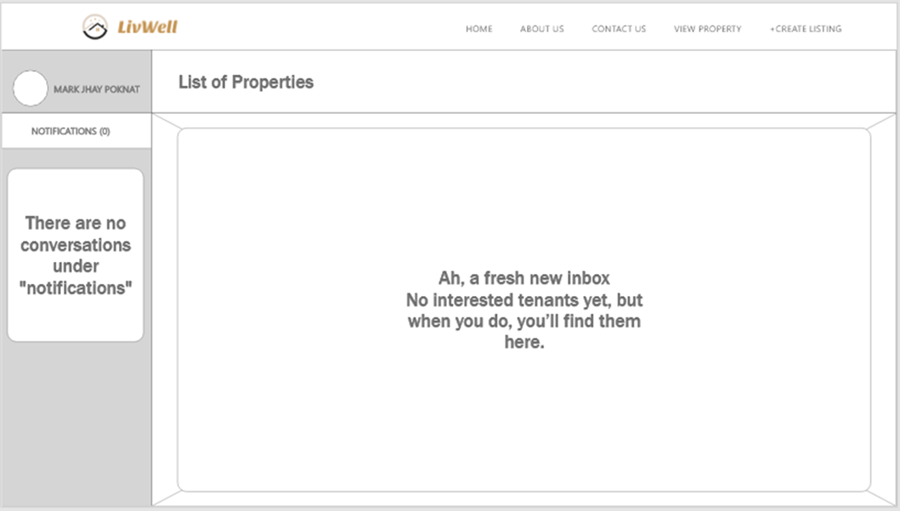 LivWell
HOME
ABOUT US
CONTACT US
VIEW PROPERTY
+CREATE LISTING
MARK JHAY POKNAT
List of Properties
NOTIFICATIONS (0)
There are no
conversations
under
"notifications"
Ah, a fresh new inbox
No interested tenants yet, but
when you do, you’ll find them
here.